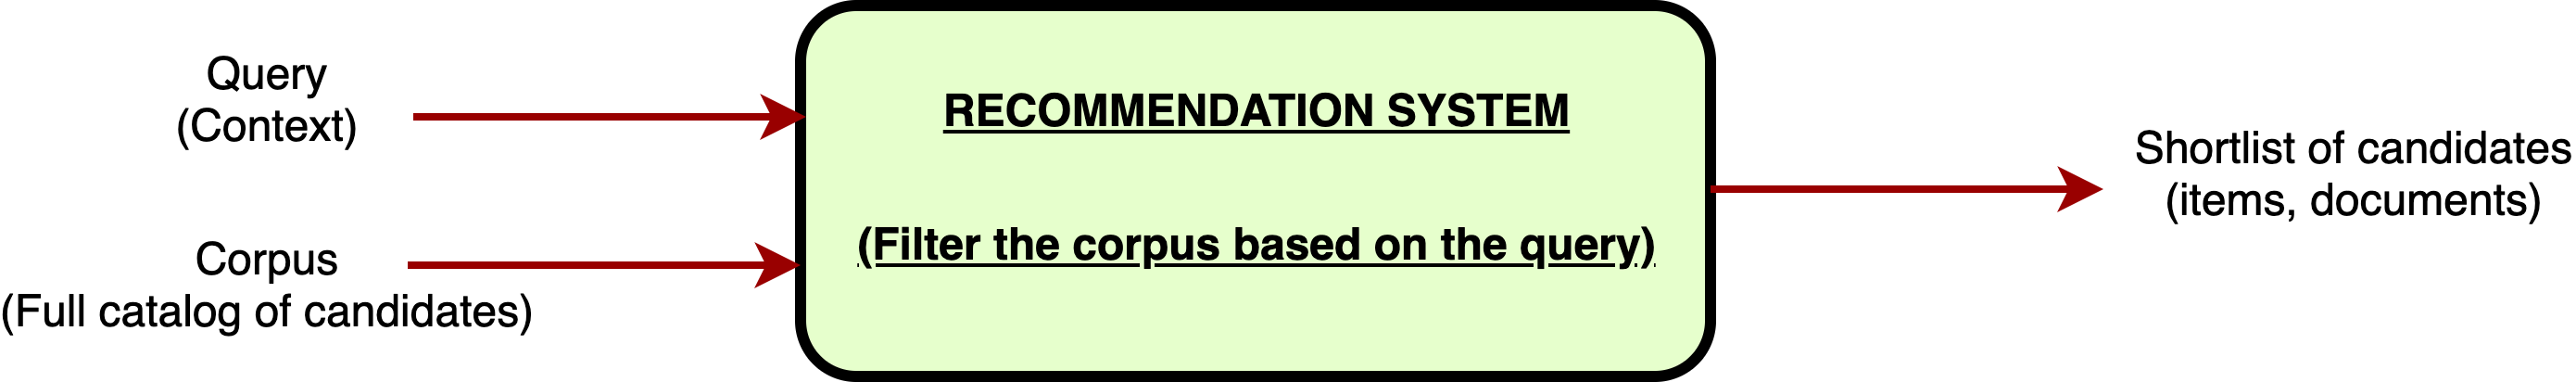 Query
(Context)
Corpus
(Full catalog of candidates)
RECOMMENDATION SYSTEM
(Filter the corpus based on the query)
Shortlist of candidates
(items, documents)